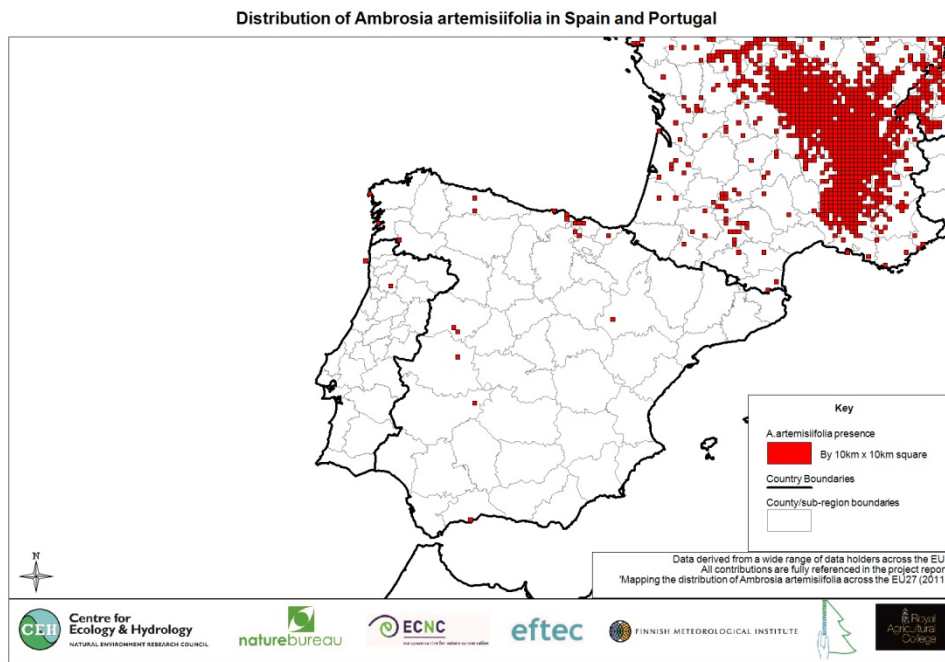 Distribution of Ambrosia artemisiifolia in Spain and Portugal
Key
A.artemisiifolia presence
By 10km x 10km square
Country Boundaries
County/sub-region boundaries
N
Data derived from a wide range of data holders across the EU
All contributions are fully referenced in the project repor
'Mapping the distribution of Ambrosia artemisiifolia across the EU27 (2011
CEH
Centre for
Ecology & Hydrology
NATURAL ENVIRONMENT RESEARCH COUNCIL
naturebureau
ECNC
eftec
FINNISH METEOROLOGICAL INSTITUTE
Royal
Agricultural
College